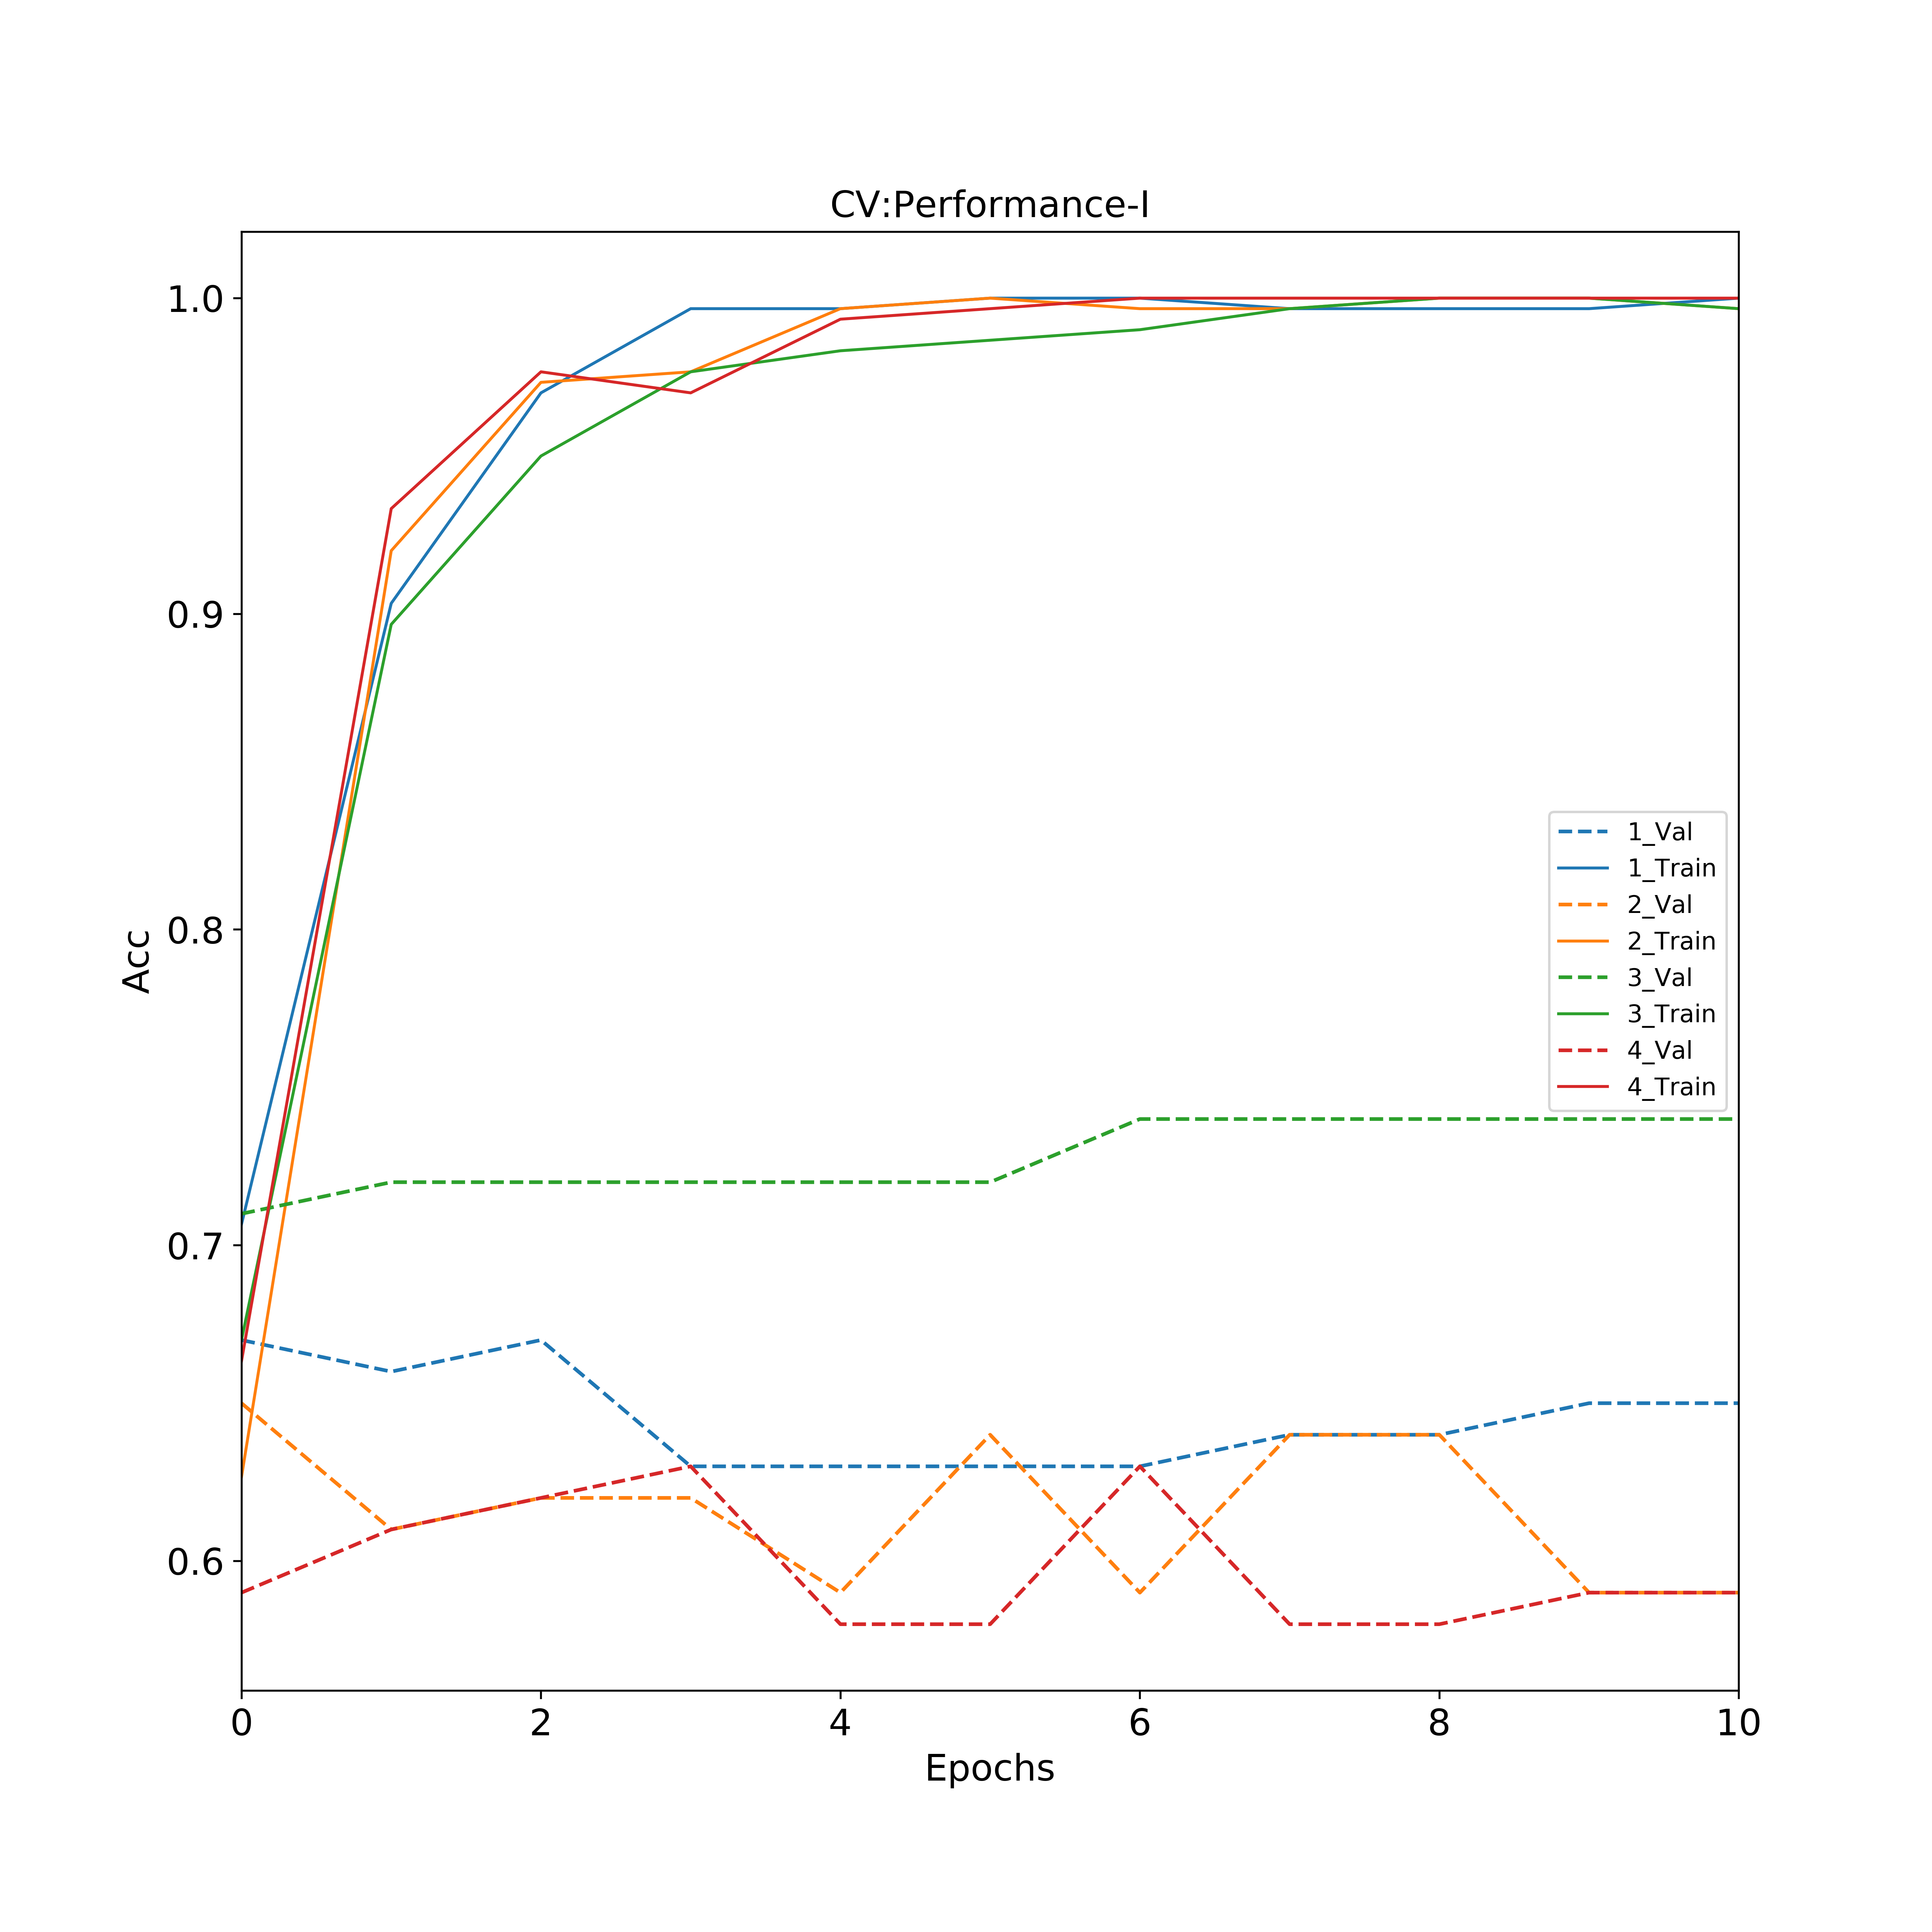 CV:Performance-I
1.0
0.9
0.8
0.7
0.6
Acc
1_Val
1_Train
2_Val
2_Train
3_Val
3_Train
4_Val
4_Train
0 2 4 6 8 10
Epochs